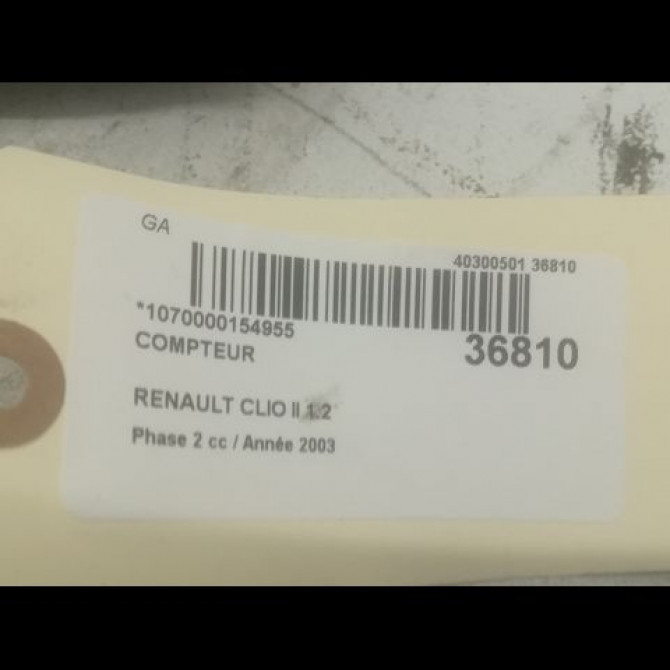 GA
40300501 36810
*1070000154955
COMPTEUR
36810
RENAULT CLIO II 1.2
Phase 2 cc / Année 2003